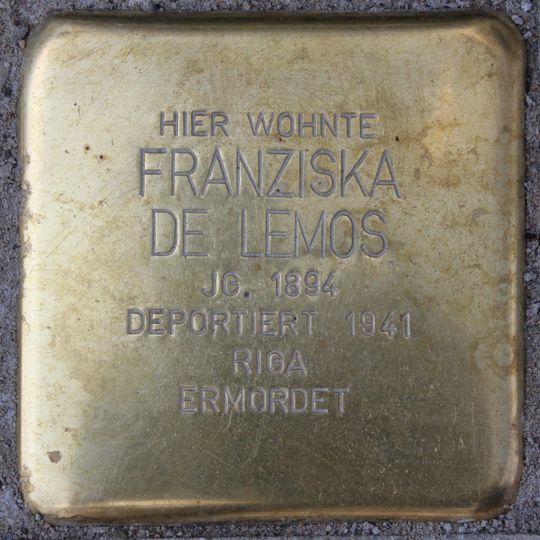 HIER WOHNTE
FRANZISKA
DE LEMOS
JG. 1894
DEPORTIERT 1941
RIGA
ERMORDET